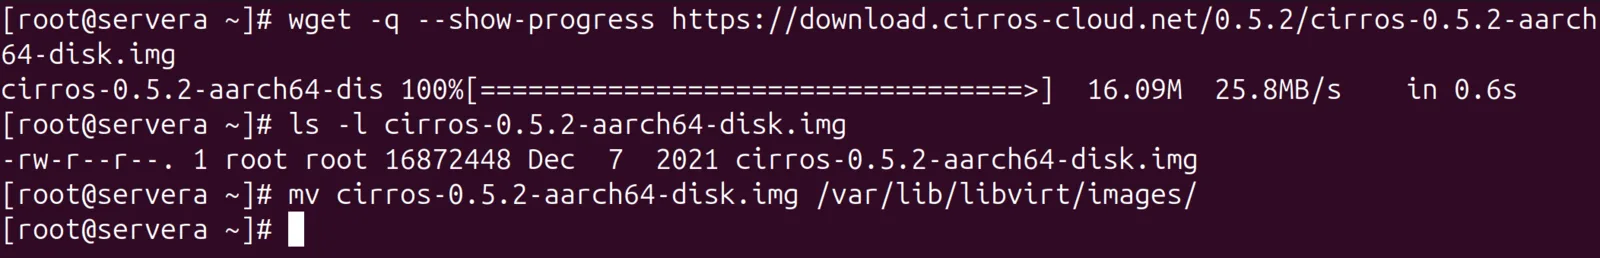 [root@servera ~]# wget -q --show-progress https://download.cirros-cloud.net/0.5.2/cirros-0.5.2-aarch
64-disk.img
cirros-0.5.2-aarch64-dis 100%[==================================>]  16.09M  25.8MB/s    in 0.6s
[root@servera ~]# ls -l cirros-0.5.2-aarch64-disk.img
-rw-r--r--. 1 root root 16872448 Dec  7  2021 cirros-0.5.2-aarch64-disk.img
[root@servera ~]# mv cirros-0.5.2-aarch64-disk.img /var/lib/libvirt/images/
[root@servera ~]#